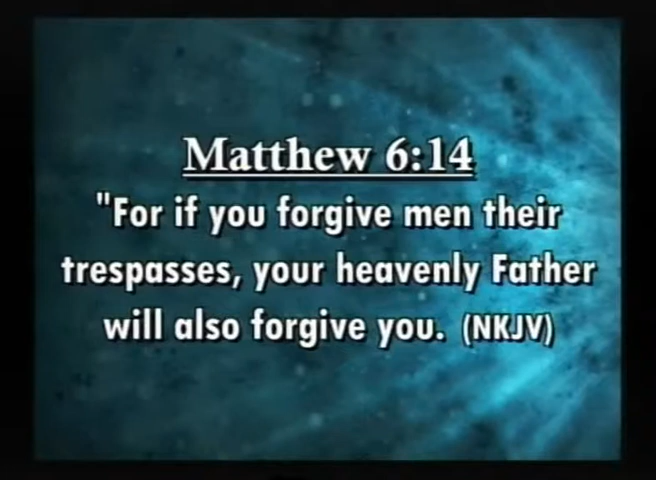 Matthew 6:14
"For if you forgive men their
trespasses, your heavenly Father
will also forgive you. (NKJV)